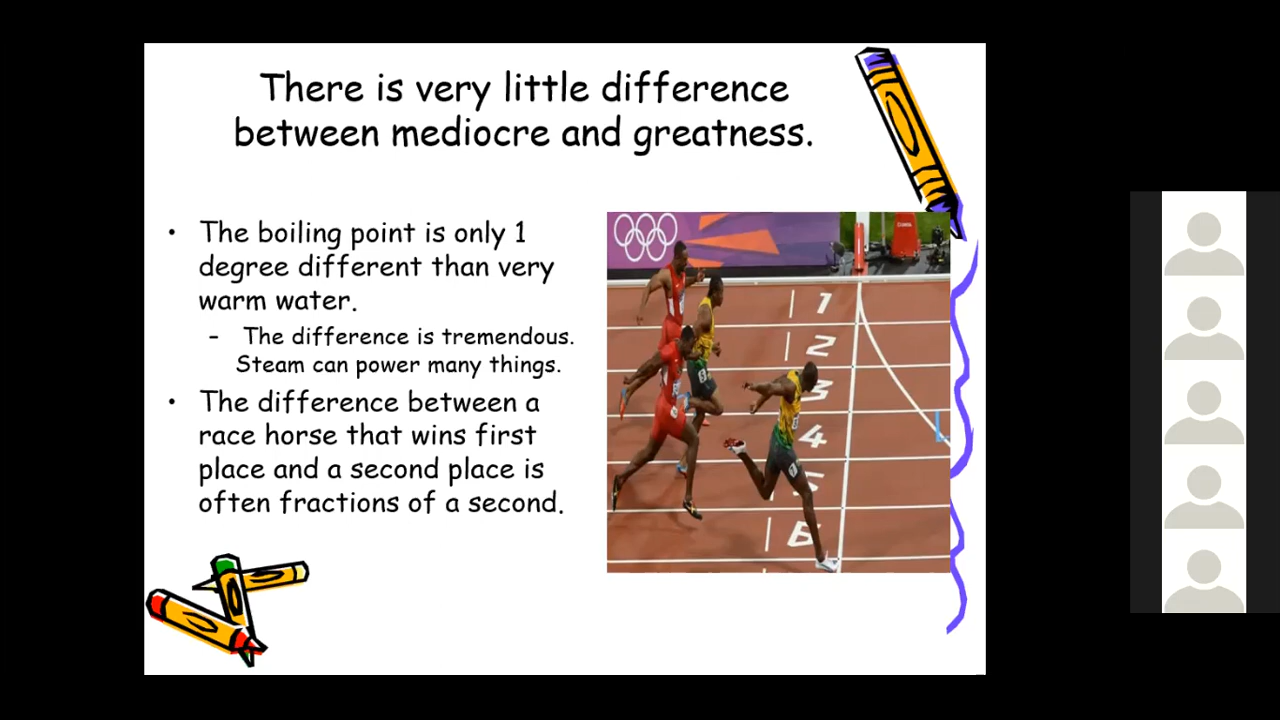 There is very little difference
between mediocre and greatness.
• The boiling point is only 1
degree different than very
warm water.
– The difference is tremendous.
Steam can power many things.
• The difference between a
race horse that wins first
place and a second place is
often fractions of a second.
1
2
3
4
5
6